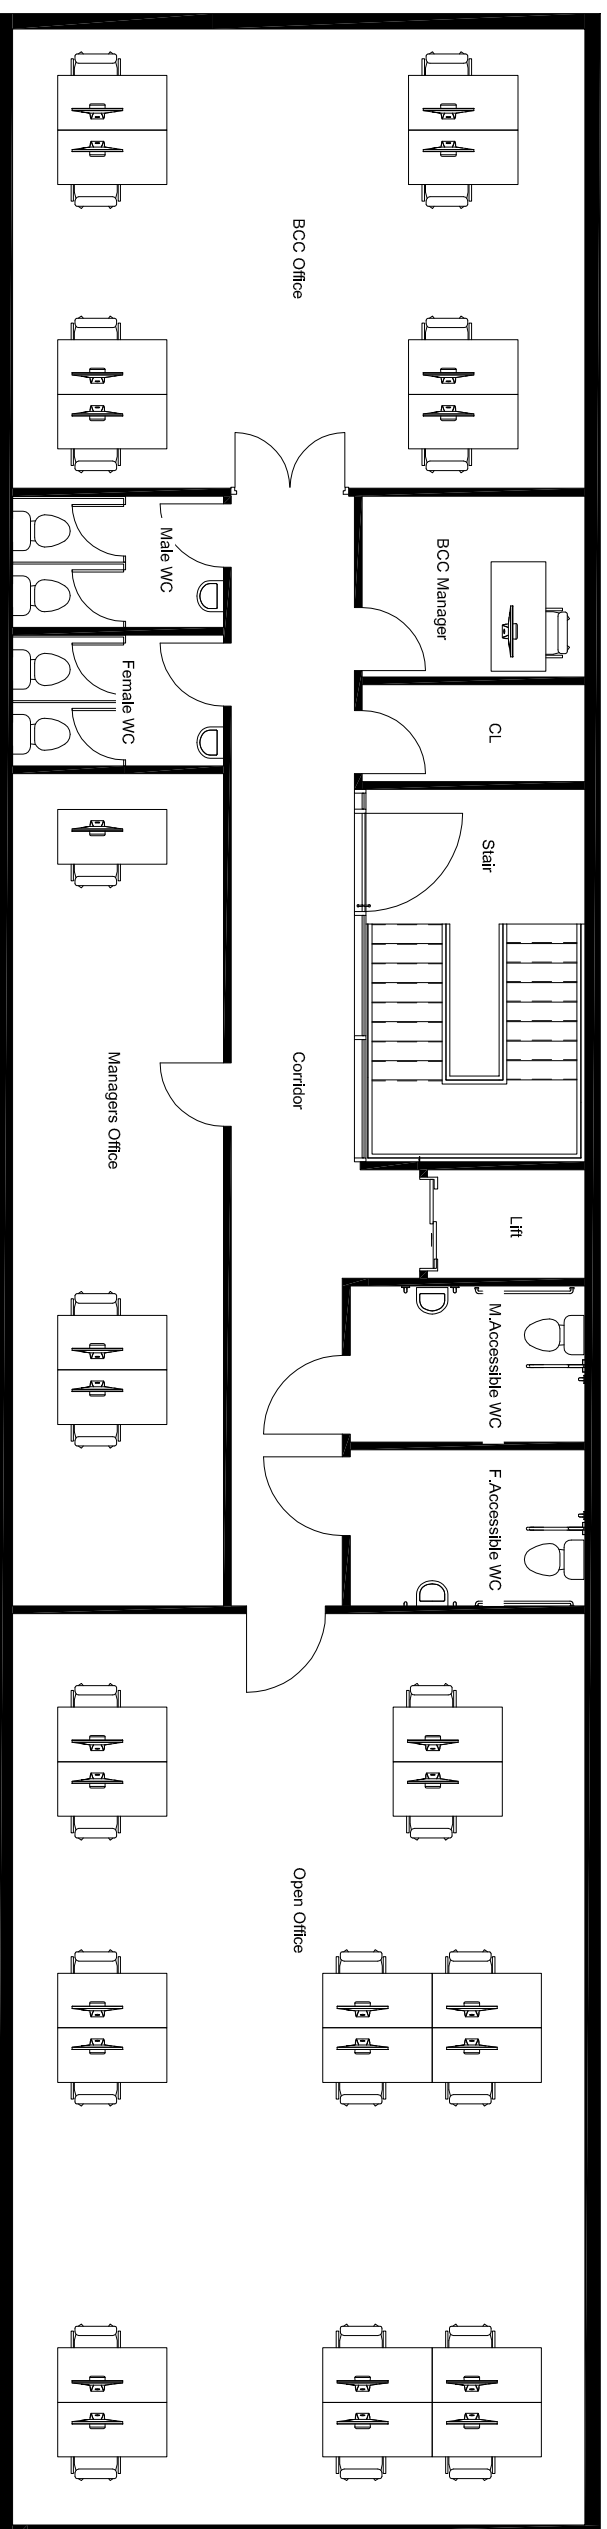 BCC Office
Male WC
BCC Manager
Female WC
CL
Stair
Managers Office
Corridor
Lift
M.Accessible WC
F.Accessible WC
Open Office